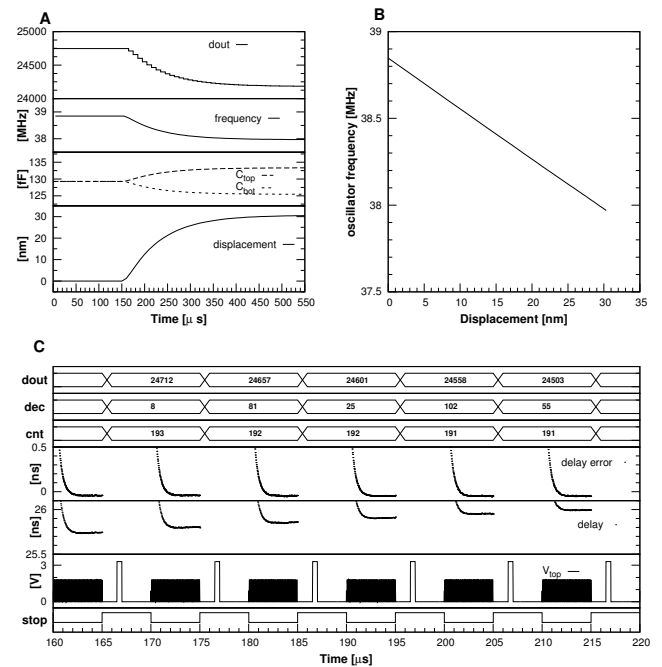 A
25000
24500
24000
dout
[MHz]
39
38
frequency
[fF]
135
130
125
C_top
C_bot
[nm]
30
20
10
0
displacement
0 50 100 150 200 250 300 350 400 450 500 550
Time [μ s]
B
39
38.5
38
37.5
oscillator frequency [MHz]
0 5 10 15 20 25 30 35
Displacement [nm]
C
dout 24712 24657 24601 24558 24503
dec 8 81 25 102 55
cnt 193 192 192 191 191
[ns]
0.5
0
delay error
[ns]
26
25.5
delay
[V]
3
0
V_top
stop
160 165 170 175 180 185 190 195 200 205 210 215 220
Time [μs]